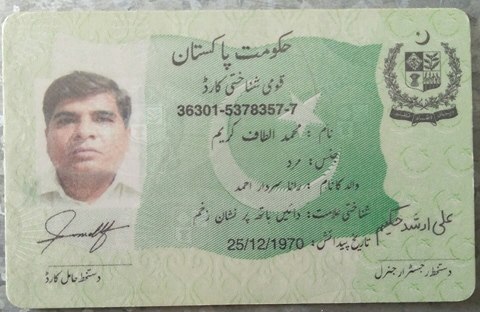 حکومت پاکستان
قومی شناختی کارڈ
36301-5378357-7
نام : محمد الطاف کریم
جنس : مرد
والد کا نام : رانا سردار احمد
شناختی علامت : دائیں ہاتھ پر نشان زخم
تاریخ پیدائش : 25/12/1970
علی ارشد حکیم
دستخط حامل کارڈ
دستخط رجسٹرار جنرل